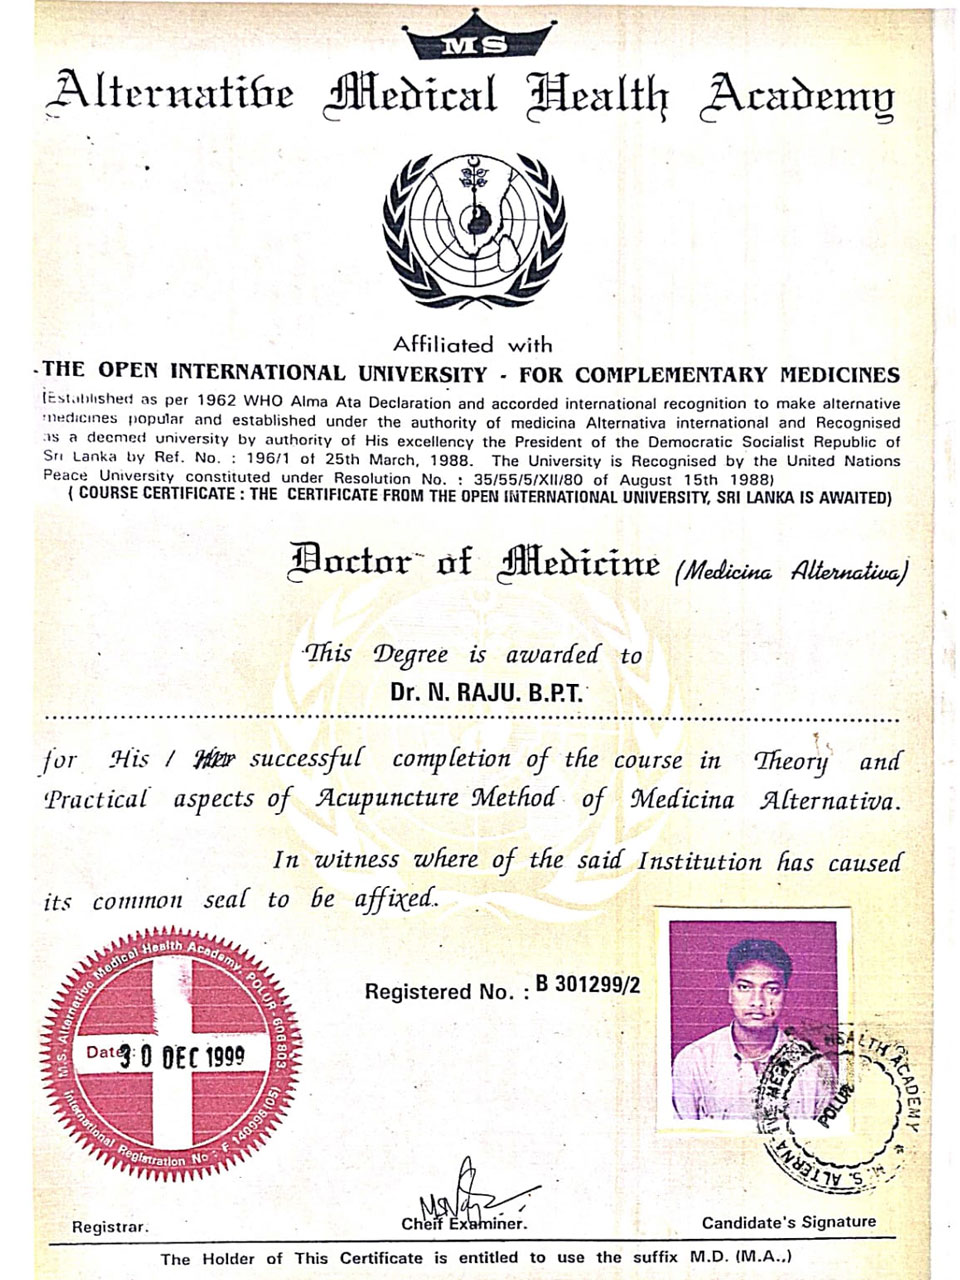 MS
Alternative Medical Health Academy
Affiliated with
THE OPEN INTERNATIONAL UNIVERSITY - FOR COMPLEMENTARY MEDICINES
(Established as per 1962 WHO Alma Ata Declaration and accorded international recognition to make alternative
medicines popular and established under the authority of medicina Alternativa international and Recognised
as a deemed university by authority of His excellency the President of the Democratic Socialist Republic of
Sri Lanka by Ref. No. : 196/1 of 25th March, 1988. The University is Recognised by the United Nations
Peace University constituted under Resolution No. : 35/55/5/XII/80 of August 15th 1988)
( COURSE CERTIFICATE : THE CERTIFICATE FROM THE OPEN INTERNATIONAL UNIVERSITY, SRI LANKA IS AWAITED)
Doctor of Medicine (Medicina Alternativa)
This Degree is awarded to
Dr. N. RAJU. B.P.T.
for His / Her successful completion of the course in Theory and
Practical aspects of Acupuncture Method of Medicina Alternativa.
In witness where of the said Institution has caused
its common seal to be affixed.
M.S. Alternative Medical Health Academy, POLUR-606 803
Date: 30 DEC 1999
International Registration No : F 140996 (05)
Registered No. : B 301299/2
M.S. ALTERNATIVE MEDICAL HEALTH ACADEMY
POLUR
Registrar.
Cheif Examiner.
Candidate's Signature
The Holder of This Certificate is entitled to use the suffix M.D. (M.A.,)